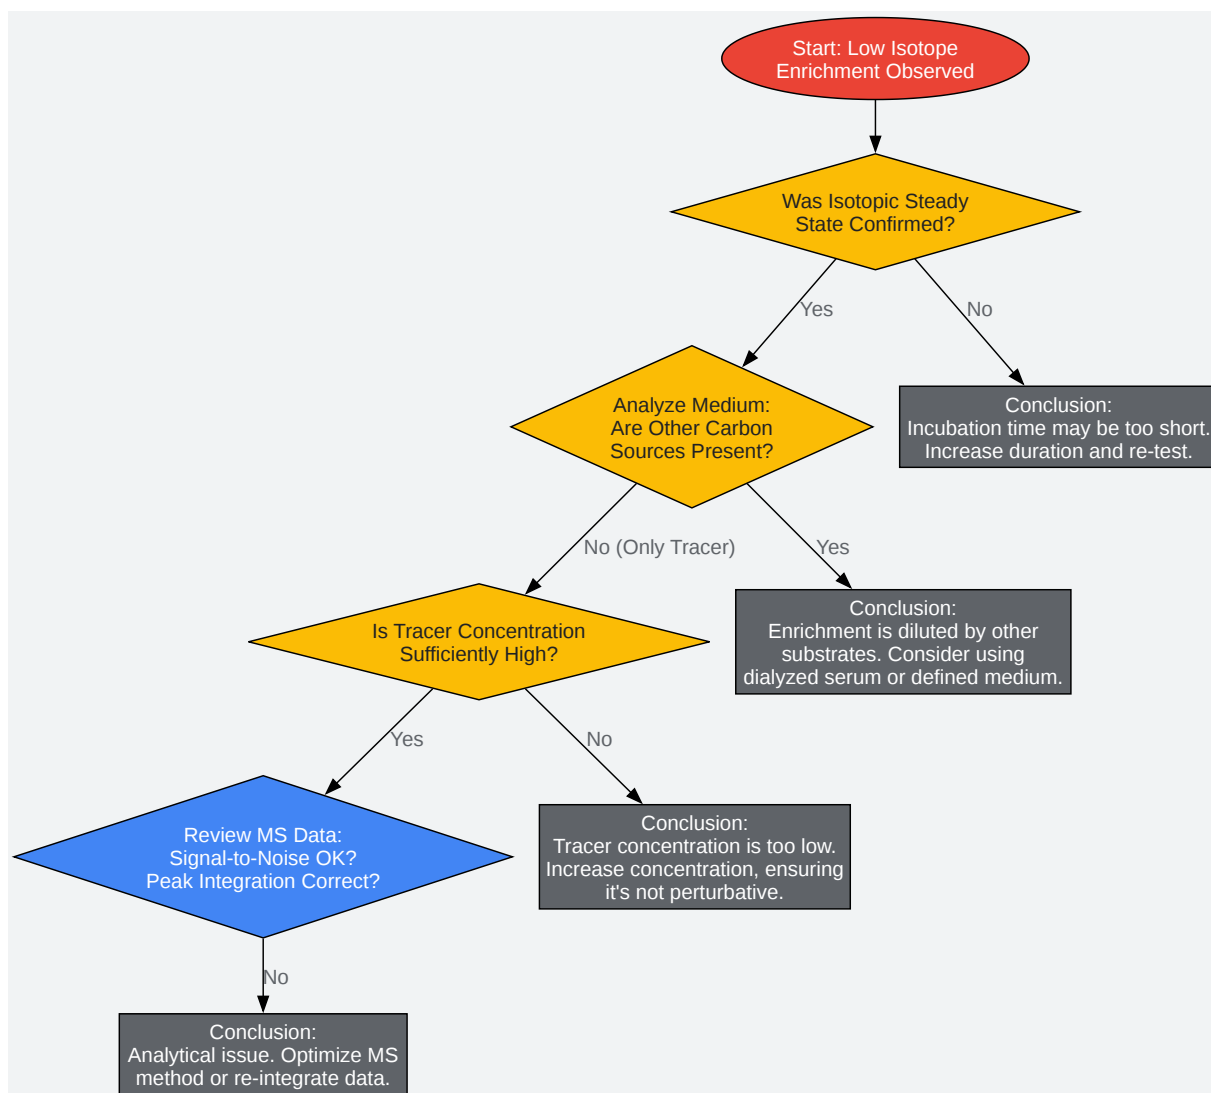 Start: Low Isotope
Enrichment Observed
Was Isotopic Steady
State Confirmed?
Yes
No
Analyze Medium:
Are Other Carbon
Sources Present?
Conclusion:
Incubation time may be too short.
Increase duration and re-test.
No (Only Tracer)
Yes
Is Tracer Concentration
Sufficiently High?
Conclusion:
Enrichment is diluted by other
substrates. Consider using
dialyzed serum or defined medium.
Yes
No
Review MS Data:
Signal-to-Noise OK?
Peak Integration Correct?
Conclusion:
Tracer concentration is too low.
Increase concentration, ensuring
it's not perturbative.
No
Conclusion:
Analytical issue. Optimize MS
method or re-integrate data.